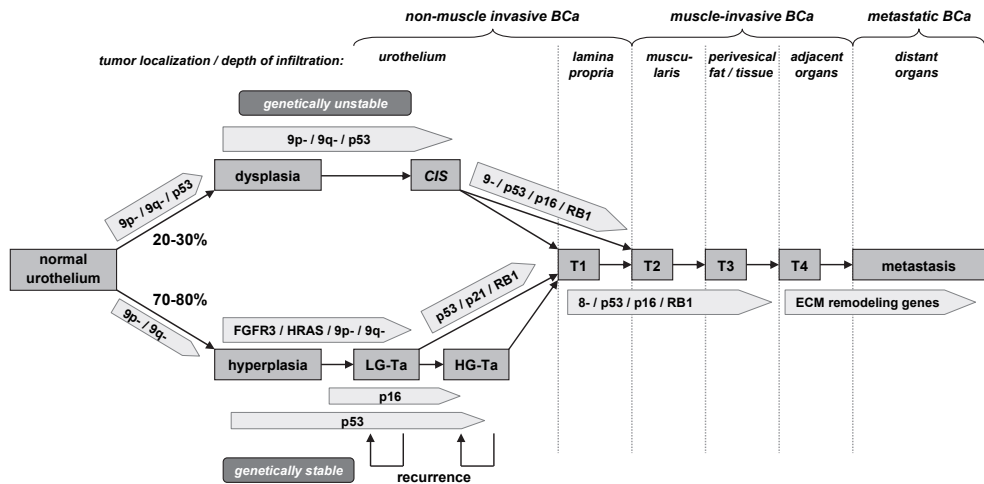 non-muscle invasive BCa
muscle-invasive BCa
metastatic BCa
tumor localization / depth of infiltration:
urothelium
lamina
propria
muscu-
laris
perivesical
fat / tissue
adjacent
organs
distant
organs
genetically unstable
9p- / 9q- / p53
dysplasia
CIS
9p- / 9q- / p53
9- / p53 / p16 / RB1
20-30%
normal
urothelium
T1
T2
T3
T4
metastasis
70-80%
p53 / p21 / RB1
8- / p53 / p16 / RB1
ECM remodeling genes
9p- / 9q-
FGFR3 / HRAS / 9p- / 9q-
hyperplasia
LG-Ta
HG-Ta
p16
p53
genetically stable
recurrence